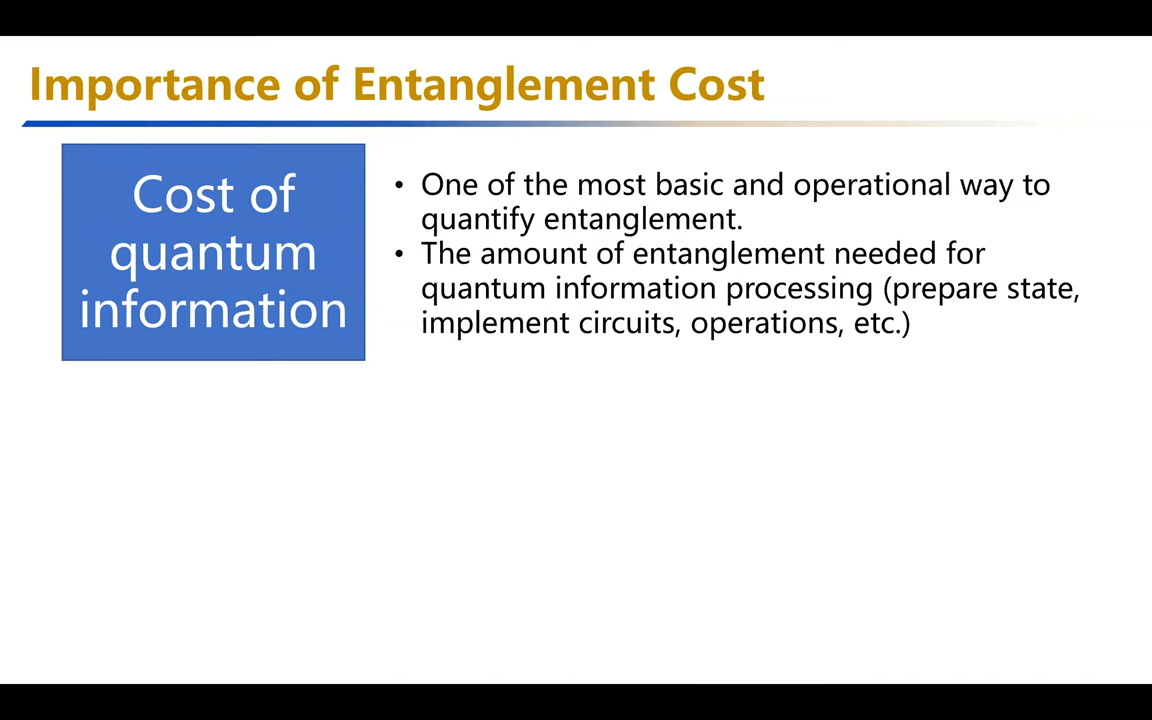 Importance of Entanglement Cost
Cost of
quantum
information
• One of the most basic and operational way to
quantify entanglement.
• The amount of entanglement needed for
quantum information processing (prepare state,
implement circuits, operations, etc.)